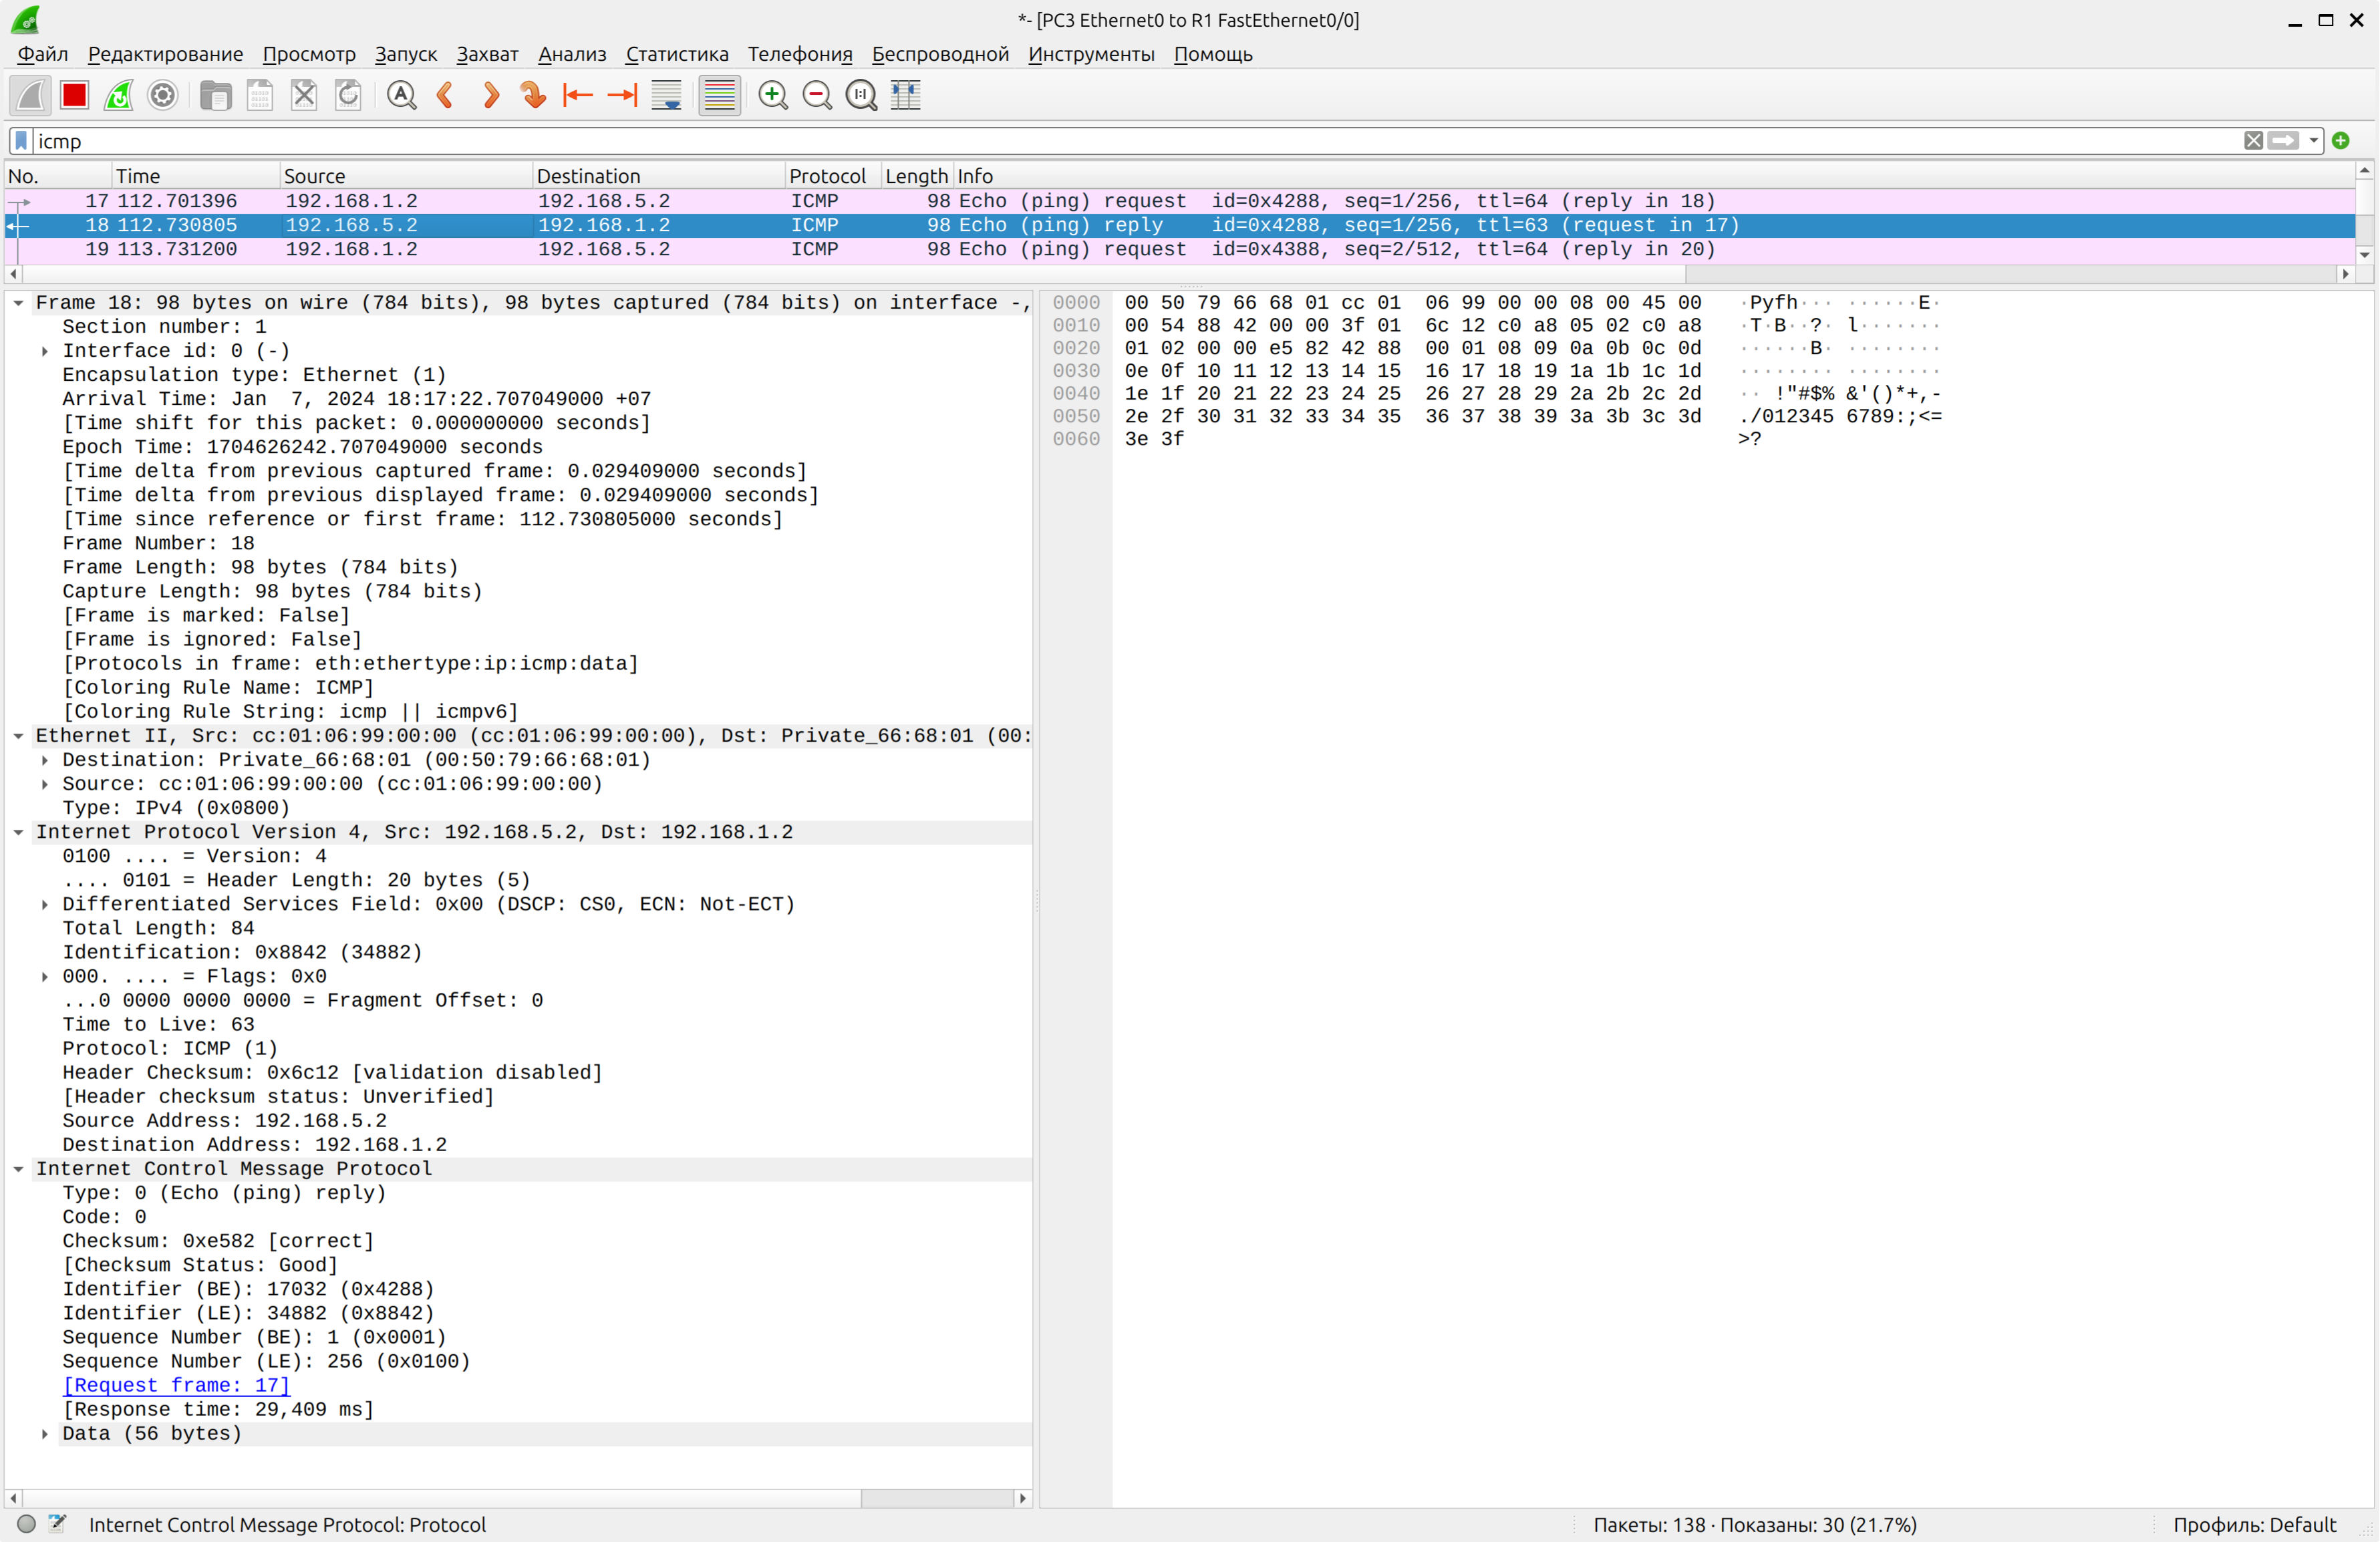 *- [PC3 Ethernet0 to R1 FastEthernet0/0]
Файл Редактирование Просмотр Запуск Захват Анализ Статистика Телефония Беспроводной Инструменты Помощь
icmp
No. Time Source Destination Protocol Length Info
17 112.701396 192.168.1.2 192.168.5.2 ICMP 98 Echo (ping) request id=0x4288, seq=1/256, ttl=64 (reply in 18)
18 112.730805 192.168.5.2 192.168.1.2 ICMP 98 Echo (ping) reply id=0x4288, seq=1/256, ttl=63 (request in 17)
19 113.731200 192.168.1.2 192.168.5.2 ICMP 98 Echo (ping) request id=0x4388, seq=2/512, ttl=64 (reply in 20)
Frame 18: 98 bytes on wire (784 bits), 98 bytes captured (784 bits) on interface -,
Section number: 1
Interface id: 0 (-)
Encapsulation type: Ethernet (1)
Arrival Time: Jan  7, 2024 18:17:22.707049000 +07
[Time shift for this packet: 0.000000000 seconds]
Epoch Time: 1704626242.707049000 seconds
[Time delta from previous captured frame: 0.029409000 seconds]
[Time delta from previous displayed frame: 0.029409000 seconds]
[Time since reference or first frame: 112.730805000 seconds]
Frame Number: 18
Frame Length: 98 bytes (784 bits)
Capture Length: 98 bytes (784 bits)
[Frame is marked: False]
[Frame is ignored: False]
[Protocols in frame: eth:ethertype:ip:icmp:data]
[Coloring Rule Name: ICMP]
[Coloring Rule String: icmp || icmpv6]
Ethernet II, Src: cc:01:06:99:00:00 (cc:01:06:99:00:00), Dst: Private_66:68:01 (00:
Destination: Private_66:68:01 (00:50:79:66:68:01)
Source: cc:01:06:99:00:00 (cc:01:06:99:00:00)
Type: IPv4 (0x0800)
Internet Protocol Version 4, Src: 192.168.5.2, Dst: 192.168.1.2
0100 .... = Version: 4
.... 0101 = Header Length: 20 bytes (5)
Differentiated Services Field: 0x00 (DSCP: CS0, ECN: Not-ECT)
Total Length: 84
Identification: 0x8842 (34882)
000. .... = Flags: 0x0
...0 0000 0000 0000 = Fragment Offset: 0
Time to Live: 63
Protocol: ICMP (1)
Header Checksum: 0x6c12 [validation disabled]
[Header checksum status: Unverified]
Source Address: 192.168.5.2
Destination Address: 192.168.1.2
Internet Control Message Protocol
Type: 0 (Echo (ping) reply)
Code: 0
Checksum: 0xe582 [correct]
[Checksum Status: Good]
Identifier (BE): 17032 (0x4288)
Identifier (LE): 34882 (0x8842)
Sequence Number (BE): 1 (0x0001)
Sequence Number (LE): 256 (0x0100)
[Request frame: 17]
[Response time: 29,409 ms]
Data (56 bytes)
0000 00 50 79 66 68 01 cc 01 06 99 00 00 08 00 45 00 ·Pyfh··· ······E·
0010 00 54 88 42 00 00 3f 01 6c 12 c0 a8 05 02 c0 a8 ·T·B··?· l·······
0020 01 02 00 00 e5 82 42 88 00 01 08 09 0a 0b 0c 0d ······B· ········
0030 0e 0f 10 11 12 13 14 15 16 17 18 19 1a 1b 1c 1d ········ ········
0040 1e 1f 20 21 22 23 24 25 26 27 28 29 2a 2b 2c 2d ·· !"#$% &'()*+,-
0050 2e 2f 30 31 32 33 34 35 36 37 38 39 3a 3b 3c 3d ./012345 6789:;<=
0060 3e 3f >?
Internet Control Message Protocol: Protocol
Пакеты: 138 · Показаны: 30 (21.7%)
Профиль: Default